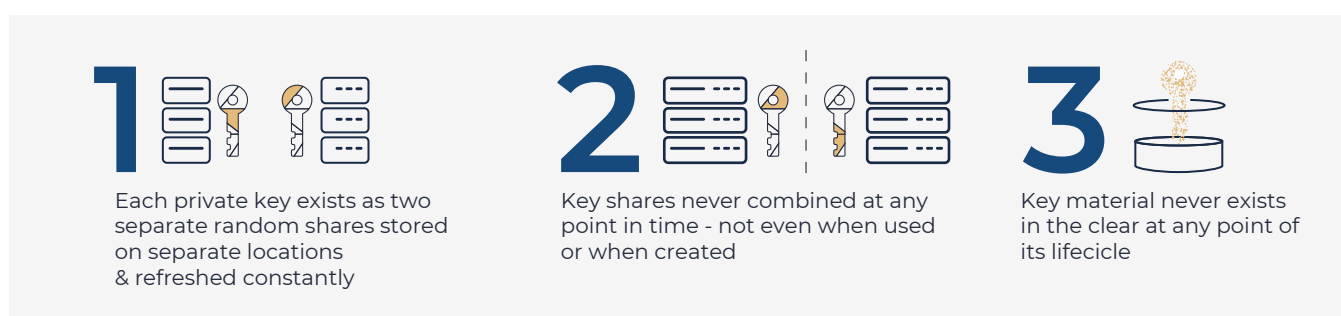 1
Each private key exists as two
separate random shares stored
on separate locations
& refreshed constantly
2
Key shares never combined at any
point in time - not even when used
or when created
3
Key material never exists
in the clear at any point of
its lifecicle